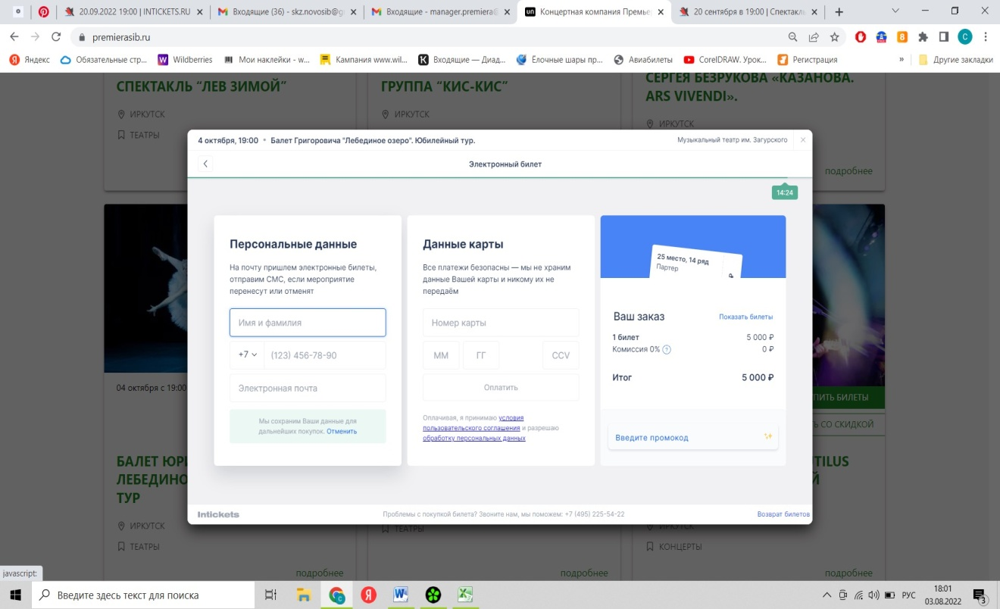 20.09.2022 19:00 | INTICKETS.RU
Входящие (36) - skz.novosib@g
Входящие - manager.premiera@
Концертная компания Премье
20 сентября в 19:00 | Спектакль
premierasib.ru
Яндекс
Обязательные стр...
Wildberries
Мои наклейки - w...
Кампания www.wil...
Входящие — Диад...
Ёлочные шары пр...
Авиабилеты
CorelDRAW. Урок...
Регистрация
»
Другие закладки
СПЕКТАКЛЬ “ЛЕВ ЗИМОЙ”
ИРКУТСК
ТЕАТРЫ
ГРУППА “КИС-КИС”
ИРКУТСК
СЕРГЕЯ БЕЗРУКОВА «КАЗАНОВА.
ARS VIVENDI».
ИРКУТСК
подробнее
4 октября, 19:00 • Балет Григоровича "Лебединое озеро". Юбилейный тур.
Музыкальный театр им. Загурского
Электронный билет
14:24
Персональные данные
На почту пришлем электронные билеты,
отправим СМС, если мероприятие
перенесут или отменят
Имя и фамилия
+7 (123) 456-78-90
Электронная почта
Мы сохраним Ваши данные для
дальнейших покупок. Отменить
Данные карты
Все платежи безопасны — мы не храним
данные Вашей карты и никому их не
передаём
Номер карты
ММ ГГ CCV
Оплатить
Оплачивая, я принимаю условия
пользовательского соглашения и разрешаю
обработку персональных данных
25 место, 14 ряд
Партер
₽
Ваш заказ
Показать билеты
1 билет 5 000 ₽
Комиссия 0% ? 0 ₽
Итог 5 000 ₽
Введите промокод
Intickets
Проблемы с покупкой билета? Звоните нам, мы поможем: +7 (495) 225-54-22
Возврат билетов
04 октября с 19:00
БАЛЕТ ЮРИ
ЛЕБЕДИНО
ТУР
ИРКУТСК
ТЕАТРЫ
подробнее
ТЕАТРЫ
подробнее
ПИТЬ БИЛЕТЫ
Ь СО СКИДКОЙ
TILUS
Й
ИРКУТСК
КОНЦЕРТЫ
подробнее
javascript:
Введите здесь текст для поиска
РУС
18:01
03.08.2022
3